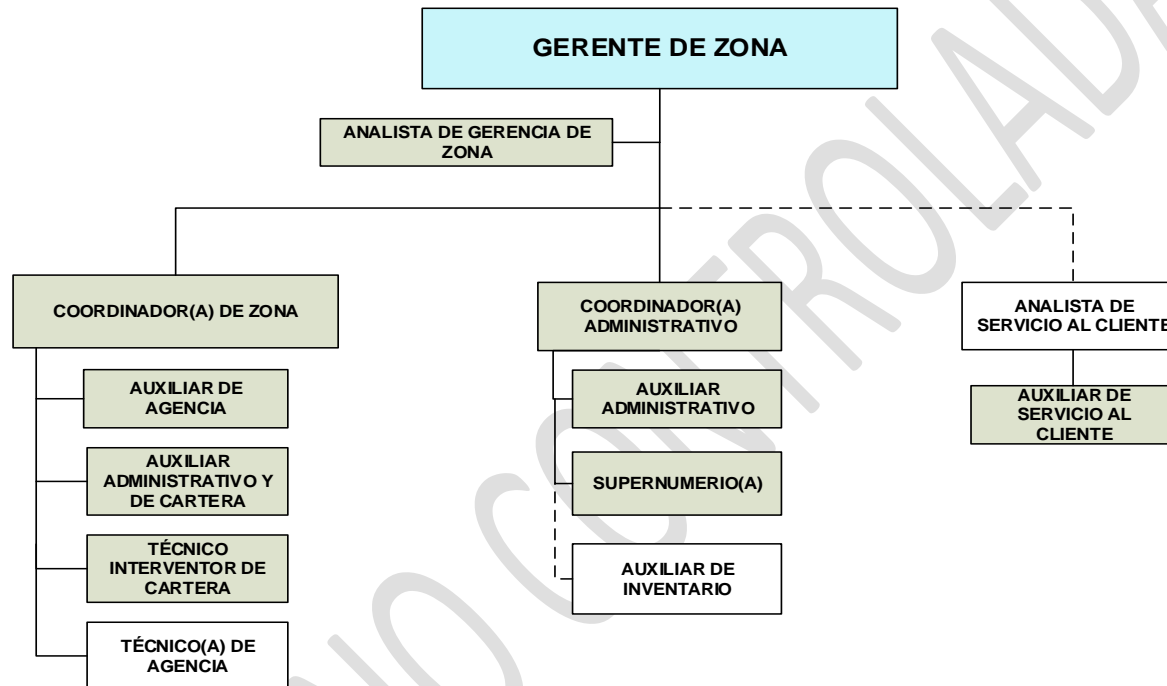 GERENTE DE ZONA
ANALISTA DE GERENCIA DE
ZONA
COORDINADOR(A) DE ZONA
AUXILIAR DE
AGENCIA
AUXILIAR
ADMINISTRATIVO Y
DE CARTERA
TÉCNICO
INTERVENTOR DE
CARTERA
TÉCNICO(A) DE
AGENCIA
COORDINADOR(A)
ADMINISTRATIVO
AUXILIAR
ADMINISTRATIVO
SUPERNUMERIO(A)
AUXILIAR DE
INVENTARIO
ANALISTA DE
SERVICIO AL CLIENTE
AUXILIAR DE
SERVICIO AL
CLIENTE
NO CONTROLADA